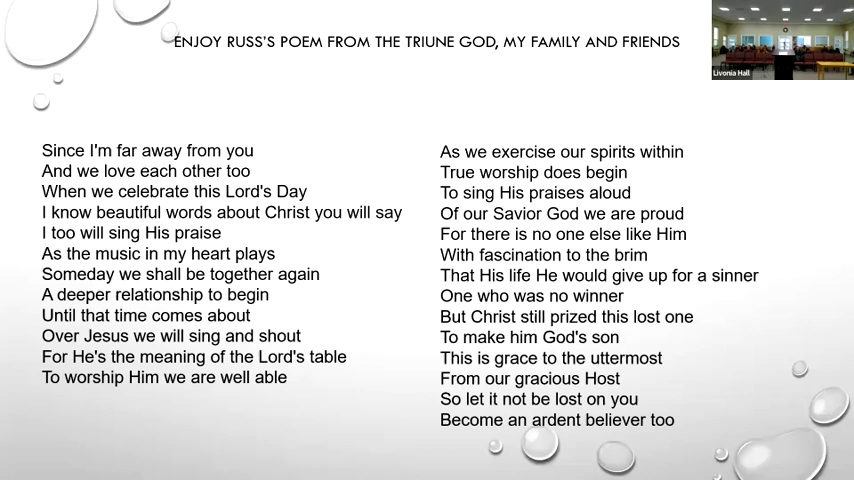 ENJOY RUSS'S POEM FROM THE TRIUNE GOD, MY FAMILY AND FRIENDS
Livonia Hall
Since I'm far away from you
And we love each other too
When we celebrate this Lord's Day
I know beautiful words about Christ you will say
I too will sing His praise
As the music in my heart plays
Someday we shall be together again
A deeper relationship to begin
Until that time comes about
Over Jesus we will sing and shout
For He's the meaning of the Lord's table
To worship Him we are well able
As we exercise our spirits within
True worship does begin
To sing His praises aloud
Of our Savior God we are proud
For there is no one else like Him
With fascination to the brim
That His life He would give up for a sinner
One who was no winner
But Christ still prized this lost one
To make him God's son
This is grace to the uttermost
From our gracious Host
So let it not be lost on you
Become an ardent believer too